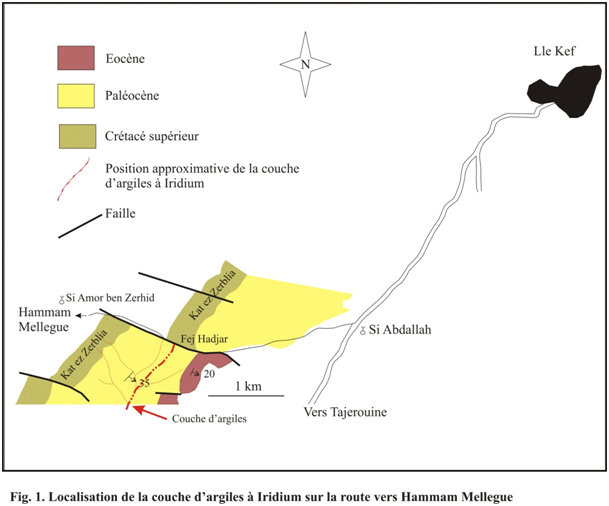 Lle Kef
N
Eocène
Paléocène
Crétacé supérieur
Position approximative de la couche
d'argiles à Iridium
Faille
Kat ez Zerblia
Si Amor ben Zerhid
Hammam
Mellegue
Kat ez Zerblia
Fej Hadjar
Si Abdallah
35
20
1 km
Couche d'argiles
Vers Tajerouine
Fig. 1. Localisation de la couche d'argiles à Iridium sur la route vers Hammam Mellegue